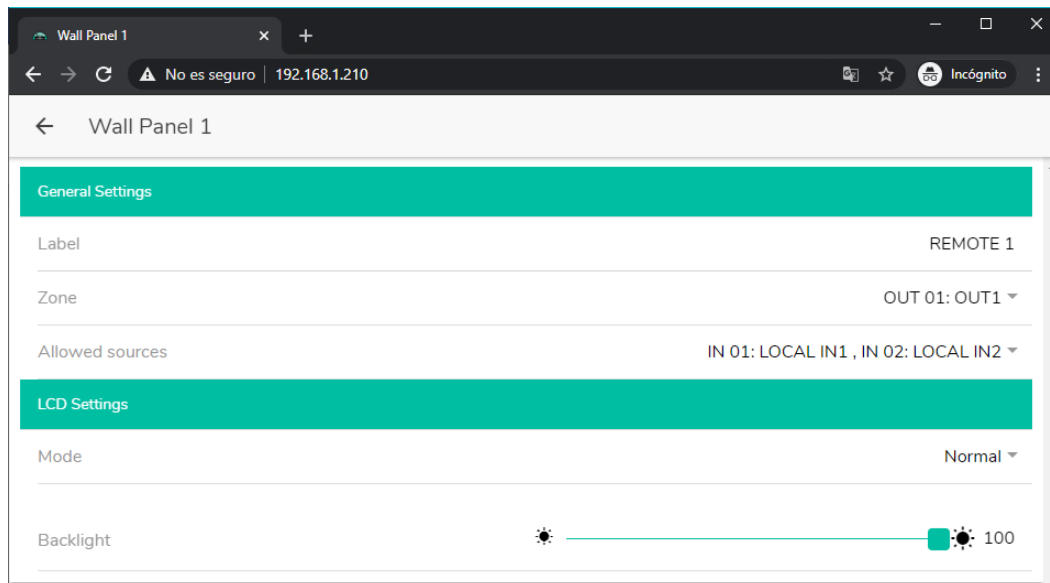 Wall Panel 1
No es seguro | 192.168.1.210 Incógnito
Wall Panel 1
General Settings
Label REMOTE 1
Zone OUT 01: OUT1
Allowed sources IN 01: LOCAL IN1 , IN 02: LOCAL IN2
LCD Settings
Mode Normal
Backlight 100